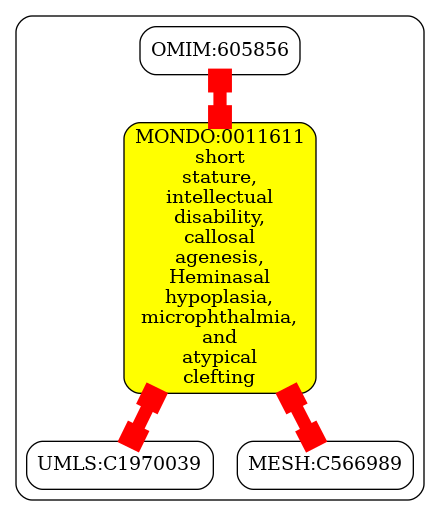 OMIM:605856
MONDO:0011611
short
stature,
intellectual
disability,
callosal
agenesis,
Heminasal
hypoplasia,
microphthalmia,
and
atypical
clefting
UMLS:C1970039
MESH:C566989